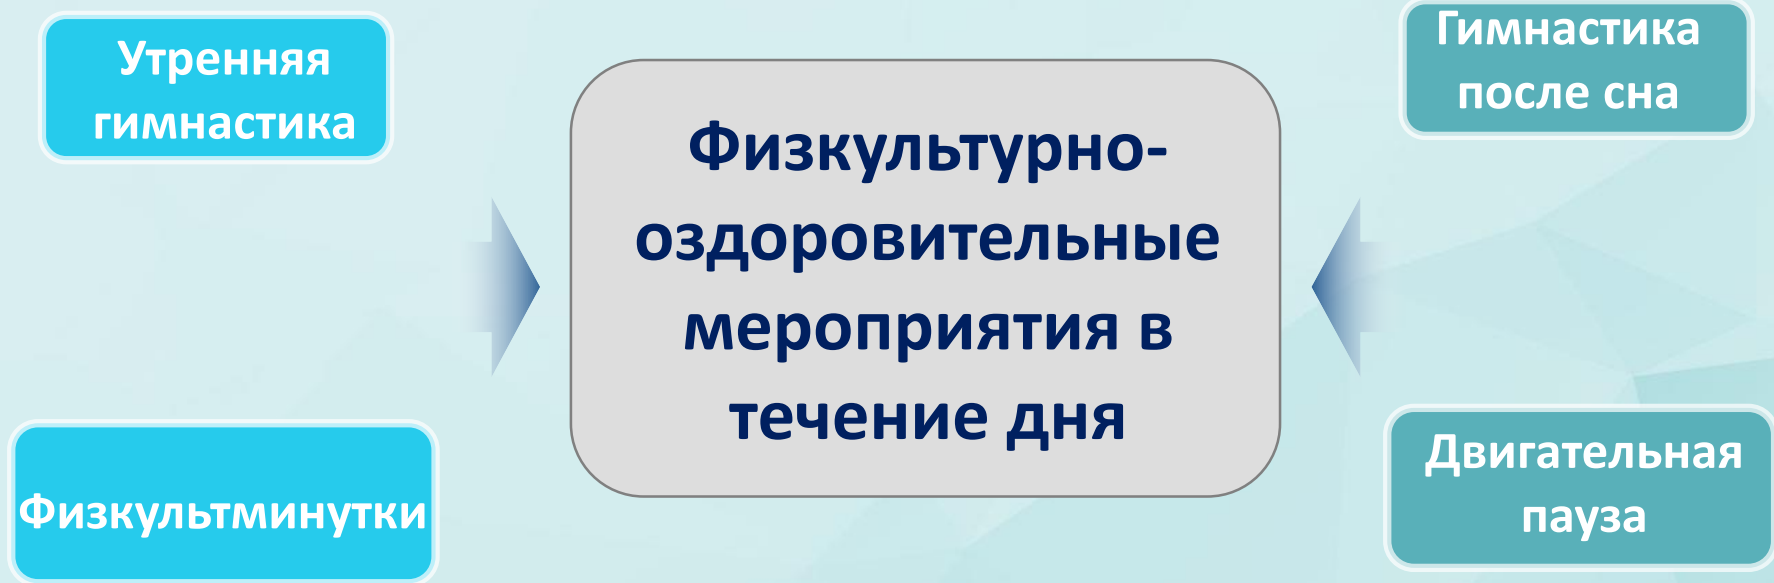 Утренняя
гимнастика
Физкультминутки
Физкультурно-
оздоровительные
мероприятия в
течение дня
Гимнастика
после сна
Двигательная
пауза